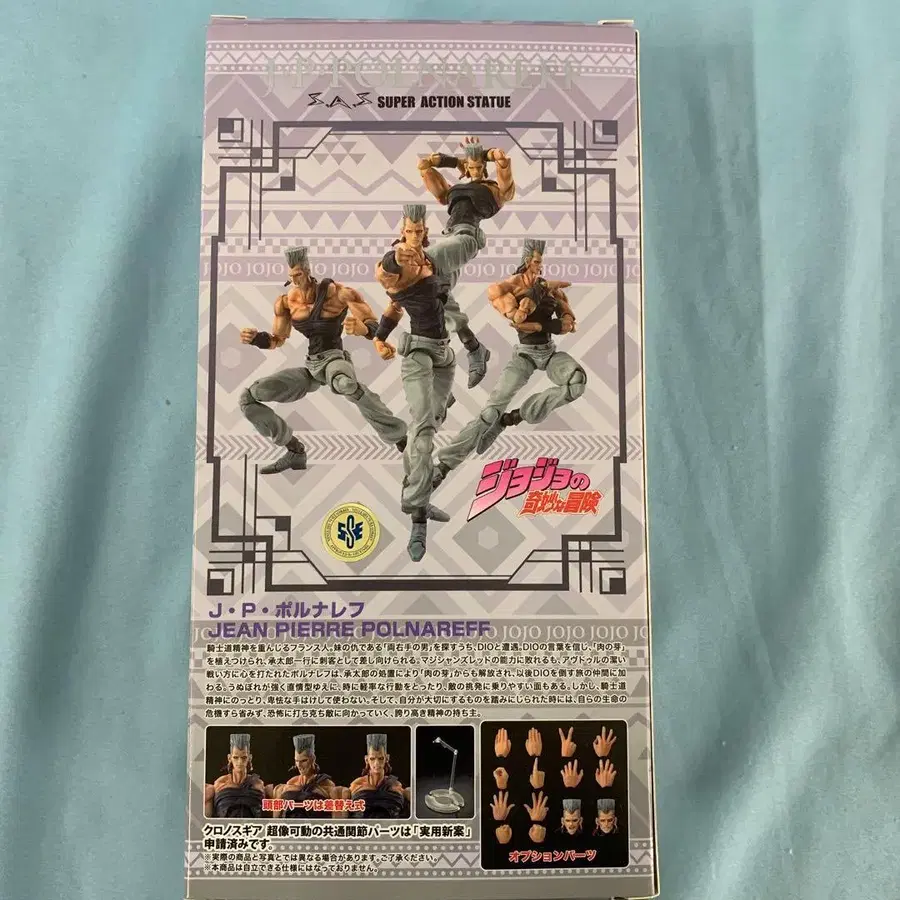 J·P·POLNAREFF
S.A.S SUPER ACTION STATUE
JOJO JOJO JOJO JOJO JOJO JOJO
ジョジョの
奇妙な冒険
J・P・ポルナレフ
JEAN PIERRE POLNAREFF
騎士道精神を重んじるフランス人。妹の仇である「両右手の男」を探すうち、DIOと遭遇。DIOの言葉を信じ、「肉の芽」
を植えつけられ、承太郎一行に刺客として差し向けられる。マジシャンズレッドの能力に敗れるも、アヴドゥルの潔い
戦い方に心を打たれたポルナレフは、承太郎の処置により「肉の芽」からも解放され、以後DIOを倒す旅の仲間に加
わる。うぬぼれが強く直情型ゆえに、時に軽率な行動をとったり、敵の挑発に乗りやすい面もある。しかし、騎士道
精神にのっとり、卑怯な手はけして使わない。そして、自分が大切にするものを踏みにじられた時には、自らの生命の
危機すら省みず、恐怖に打ち克ち敵に向かっていく、誇り高き精神の持ち主。
頭部パーツは差替え式
クロノスギア 超像可動の共通関節パーツは「実用新案」
申請済みです。
※実際の商品と写真とでは異なる場合があります。ご了承ください。
※本商品は自立できる仕様にはなっておりません。
オプションパーツ